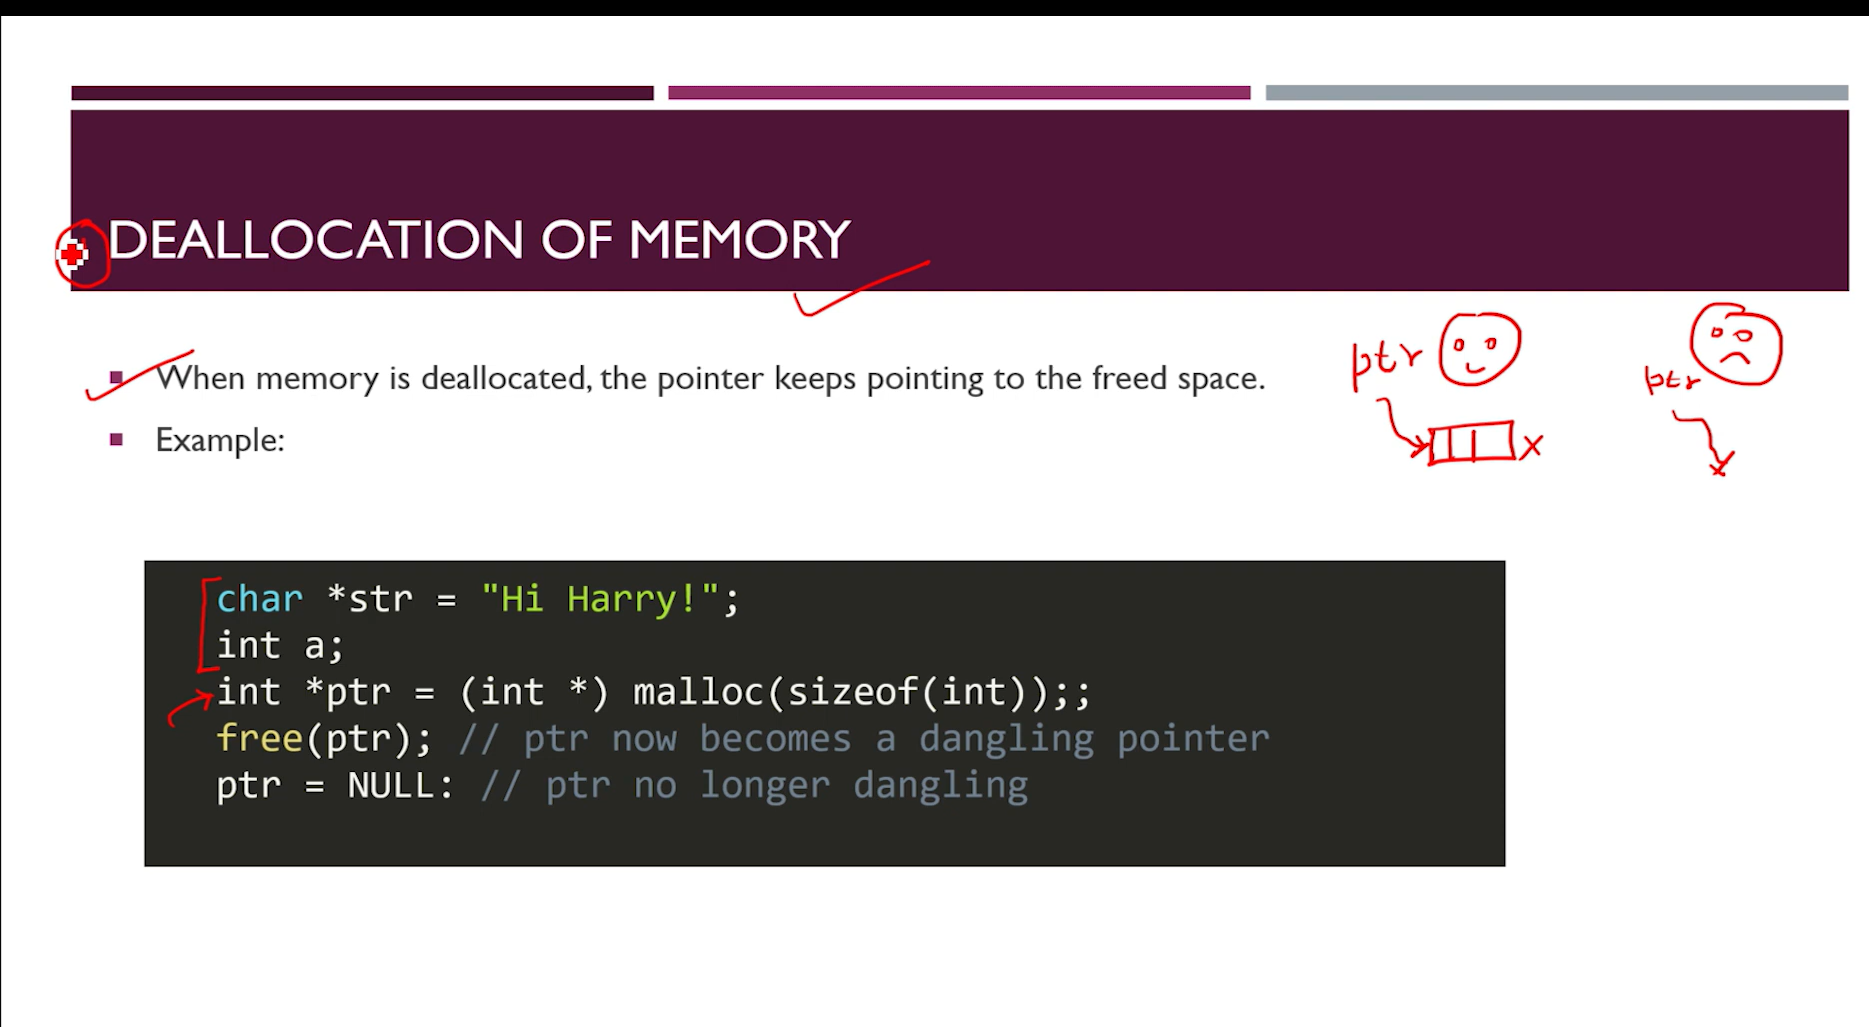 DEALLOCATION OF MEMORY
When memory is deallocated, the pointer keeps pointing to the freed space.
Example:
ptr
ptr
x
char *str = "Hi Harry!";
int a;
int *ptr = (int *) malloc(sizeof(int));;
free(ptr); // ptr now becomes a dangling pointer
ptr = NULL: // ptr no longer dangling